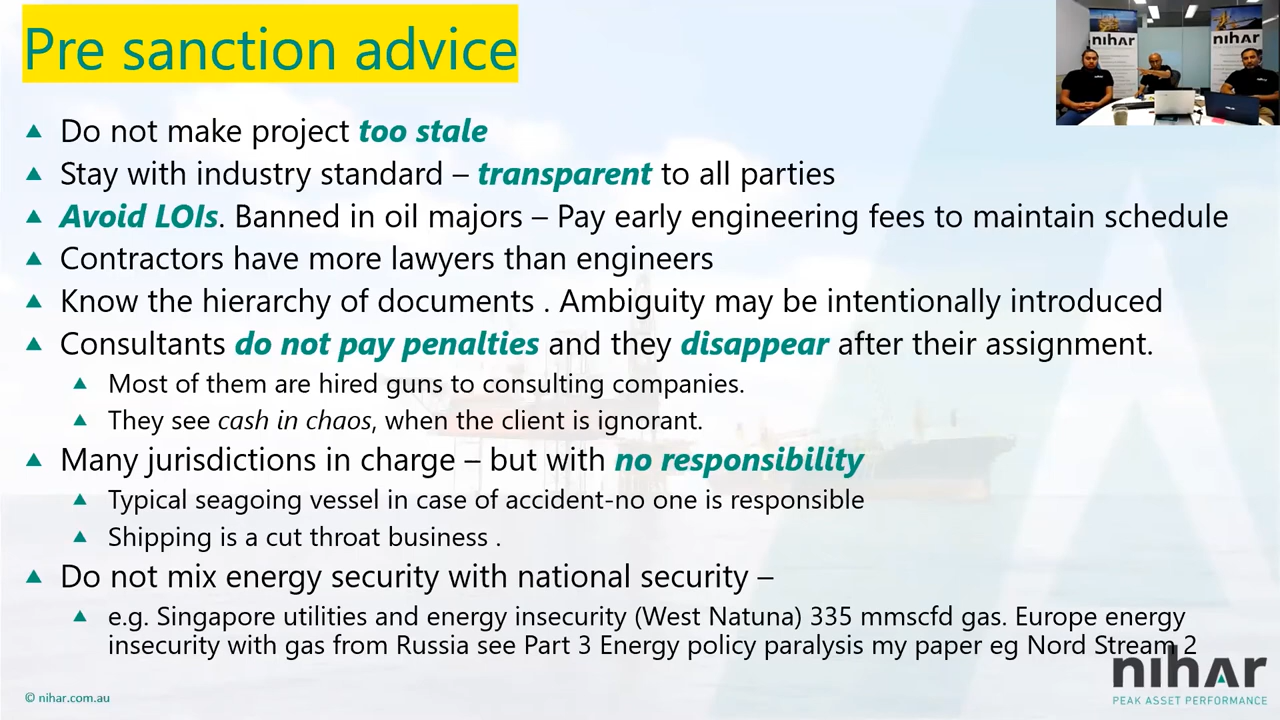 Pre sanction advice
nihar
nihar
Do not make project too stale
Stay with industry standard – transparent to all parties
Avoid LOIs. Banned in oil majors – Pay early engineering fees to maintain schedule
Contractors have more lawyers than engineers
Know the hierarchy of documents . Ambiguity may be intentionally introduced
Consultants do not pay penalties and they disappear after their assignment.
Most of them are hired guns to consulting companies.
They see cash in chaos, when the client is ignorant.
Many jurisdictions in charge – but with no responsibility
Typical seagoing vessel in case of accident-no one is responsible
Shipping is a cut throat business .
Do not mix energy security with national security –
e.g. Singapore utilities and energy insecurity (West Natuna) 335 mmscfd gas. Europe energy
insecurity with gas from Russia see Part 3 Energy policy paralysis my paper eg Nord Stream 2
nihar
PEAK ASSET PERFORMANCE
© nihar.com.au